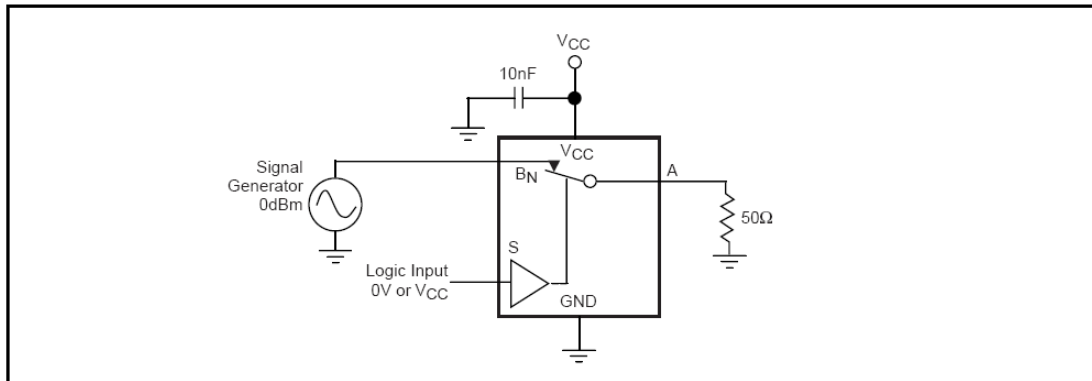 VCC
10nF
VCC
Signal
Generator
0dBm
BN
A
50Ω
S
Logic Input
0V or VCC
GND